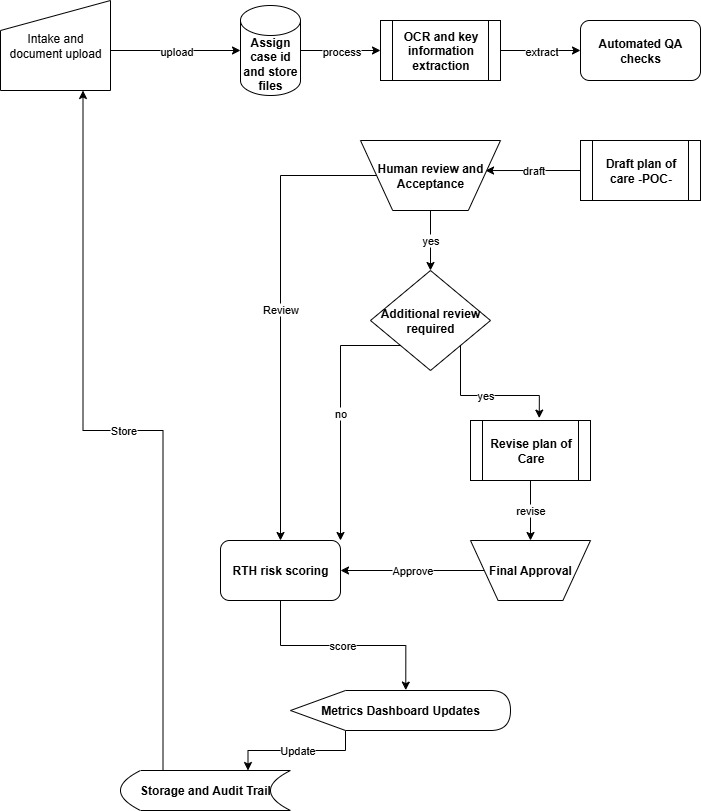 Intake and
document upload
upload
Assign
case id
and store
files
process
OCR and key
information
extraction
extract
Automated QA
checks
Human review and
Acceptance
draft
Draft plan of
care -POC-
yes
Review
Additional review
required
no
yes
Revise plan of
Care
Store
revise
RTH risk scoring
Approve
Final Approval
score
Metrics Dashboard Updates
Update
Storage and Audit Trail